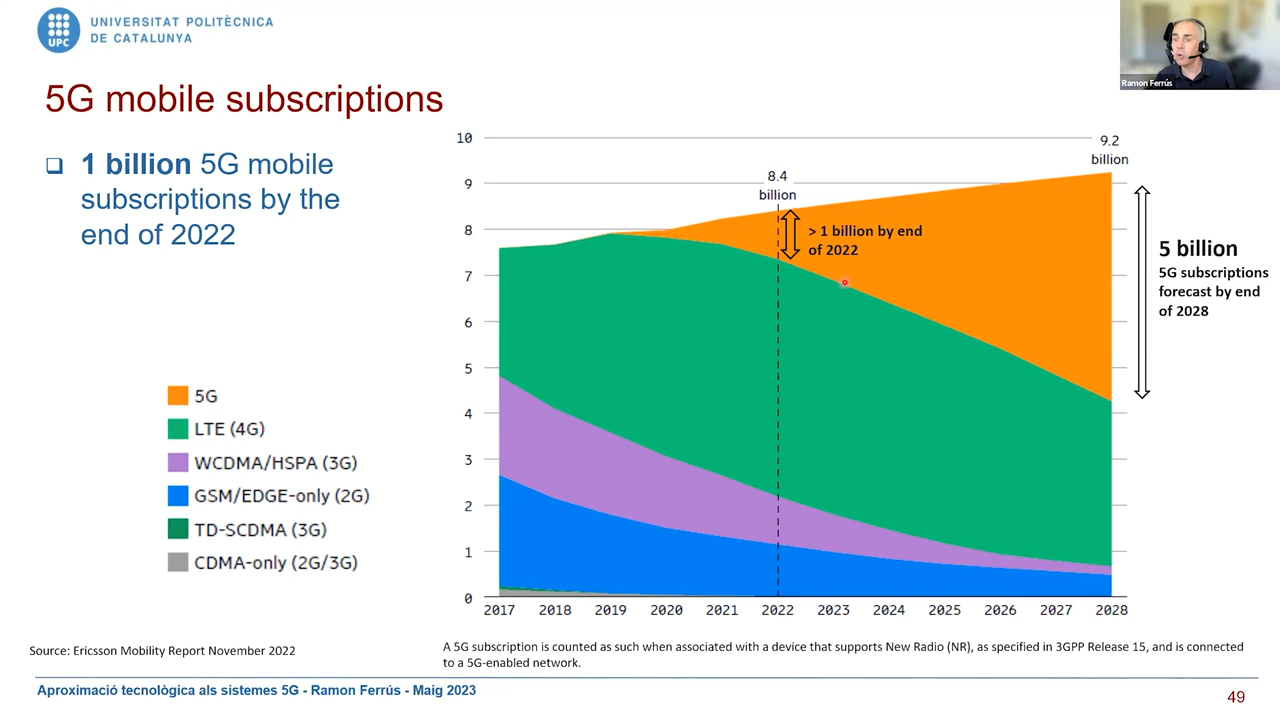 UNIVERSITAT POLITÈCNICA
DE CATALUNYA
UPC
Ramon Ferrús
5G mobile subscriptions
1 billion 5G mobile
subscriptions by the
end of 2022
10
9
8
7
6
5
4
3
2
1
0
8.4
billion
9.2
billion
> 1 billion by end
of 2022
5 billion
5G subscriptions
forecast by end
of 2028
5G
LTE (4G)
WCDMA/HSPA (3G)
GSM/EDGE-only (2G)
TD-SCDMA (3G)
CDMA-only (2G/3G)
2017 2018 2019 2020 2021 2022 2023 2024 2025 2026 2027 2028
Source: Ericsson Mobility Report November 2022
A 5G subscription is counted as such when associated with a device that supports New Radio (NR), as specified in 3GPP Release 15, and is connected
to a 5G-enabled network.
Aproximació tecnològica als sistemes 5G - Ramon Ferrús - Maig 2023
49